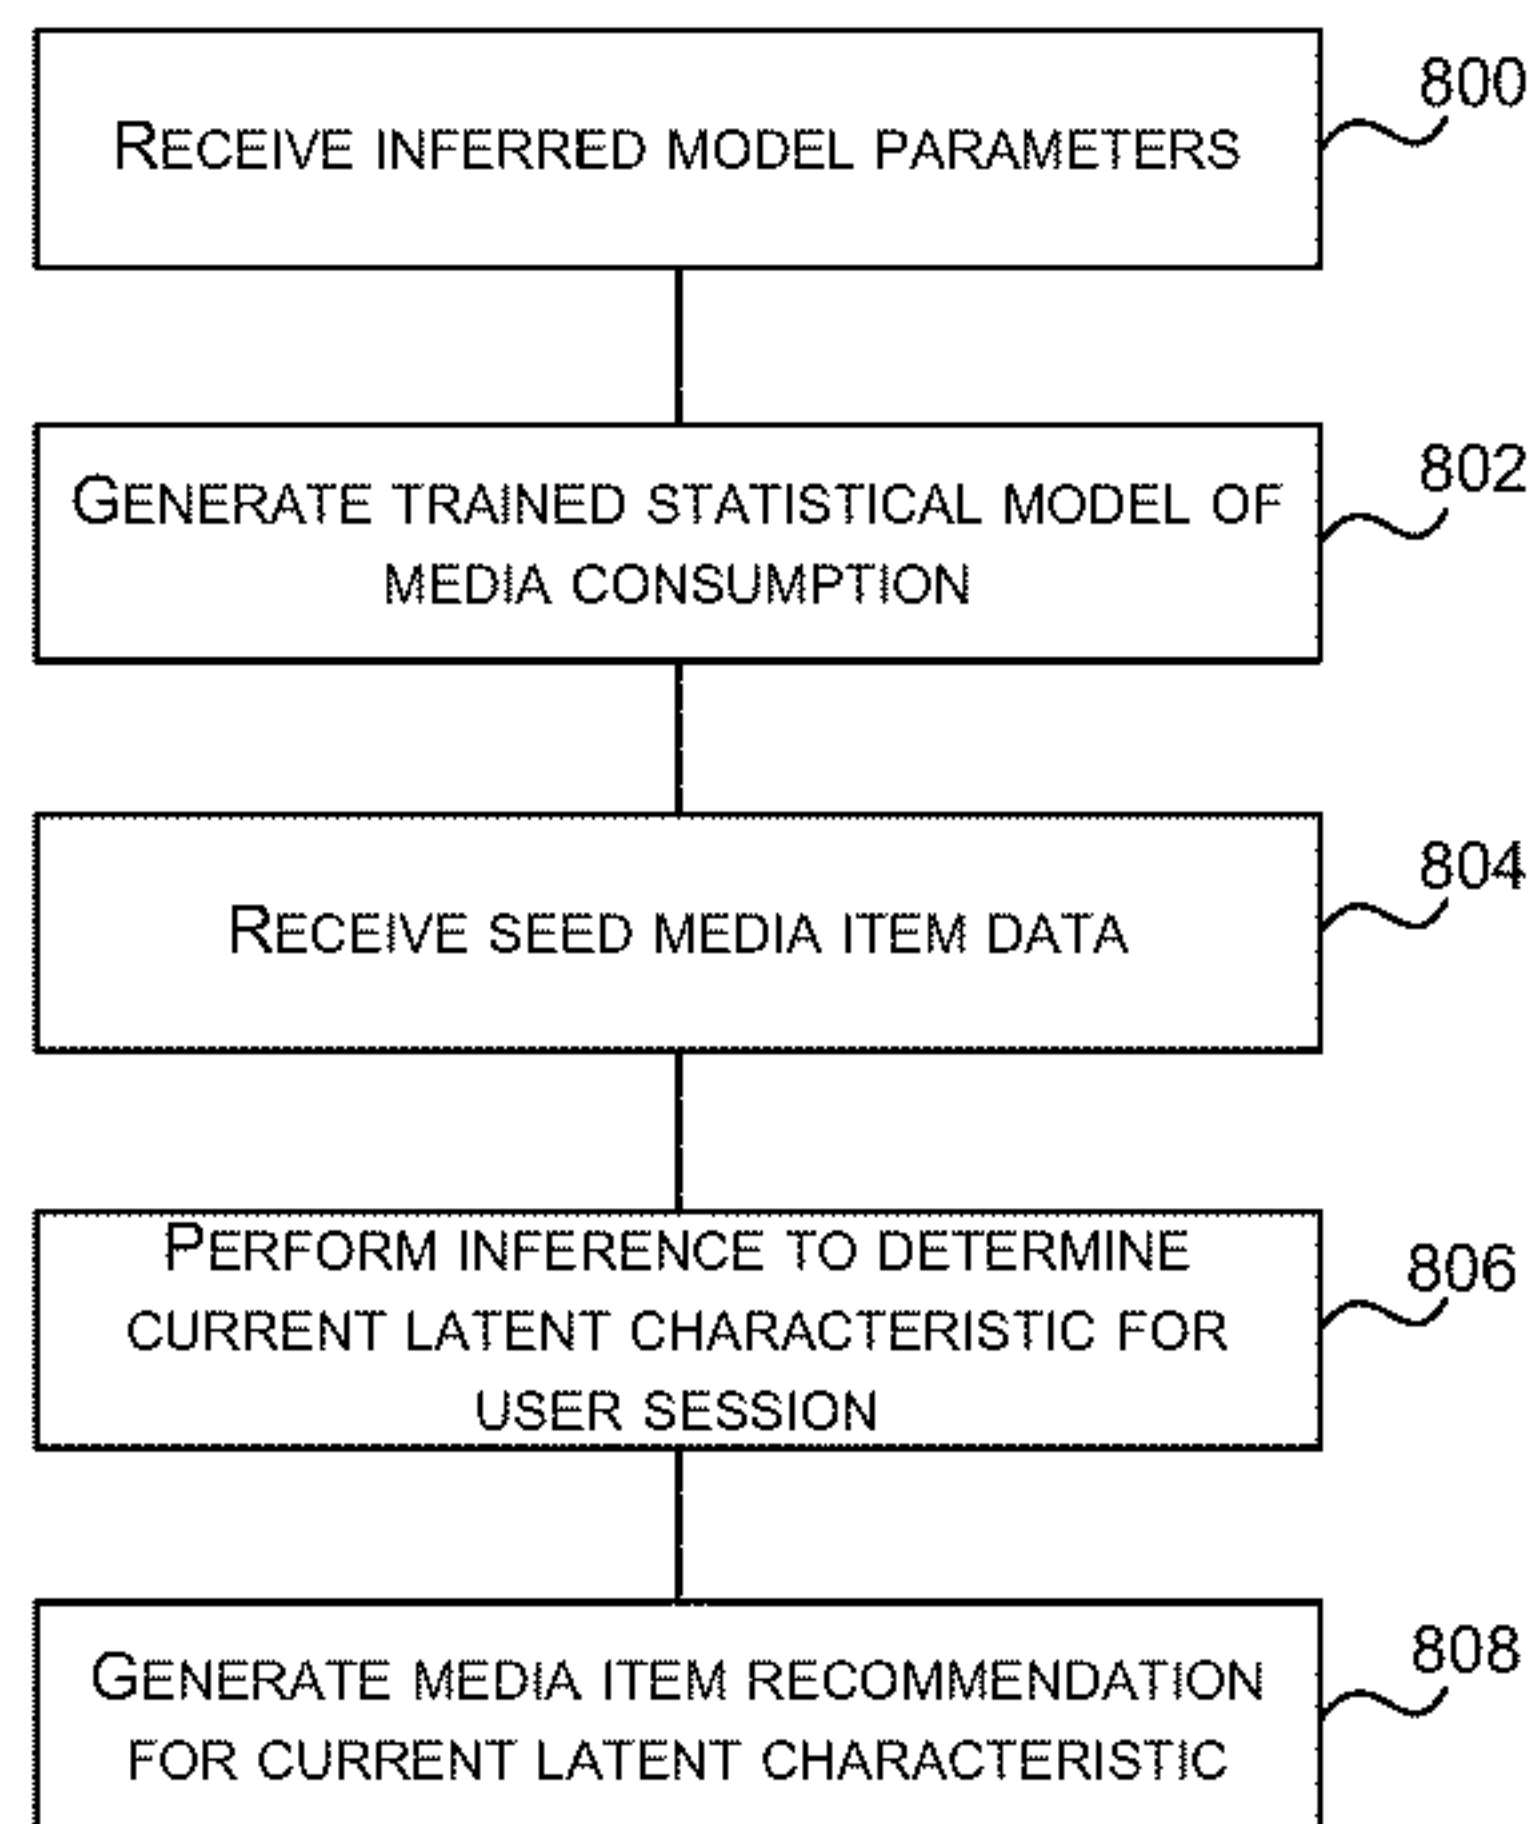 RECEIVE INFERRED MODEL PARAMETERS
800
GENERATE TRAINED STATISTICAL MODEL OF
MEDIA CONSUMPTION
802
RECEIVE SEED MEDIA ITEM DATA
804
PERFORM INFERENCE TO DETERMINE
CURRENT LATENT CHARACTERISTIC FOR
USER SESSION
806
GENERATE MEDIA ITEM RECOMMENDATION
FOR CURRENT LATENT CHARACTERISTIC
808